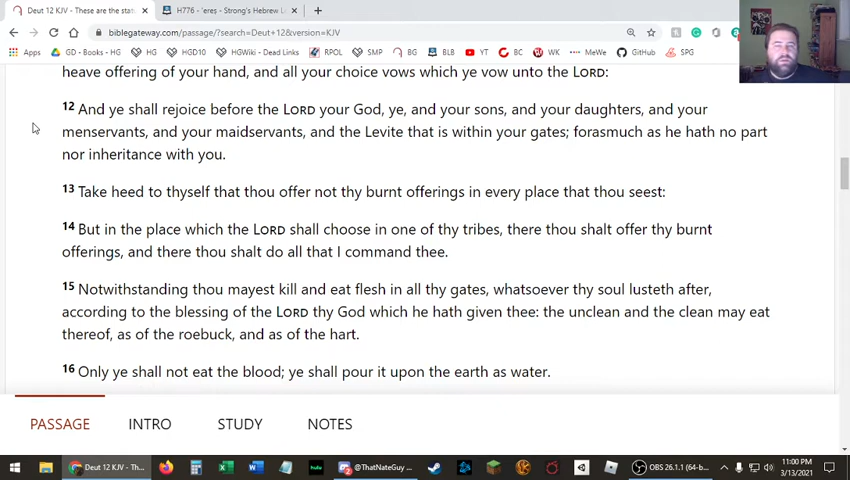 Deut 12 KJV - These are the stat
H776 - 'eres - Strong's Hebrew L
biblegateway.com/passage/?search=Deut+12&version=KJV
Apps GD - Books - HG HG HGD10 HGWiki - Dead Links RPOL SMP BG BLB YT BC WK MeWe GitHub SPG
heave offering of your hand, and all your choice vows which ye vow unto the LORD:
12 And ye shall rejoice before the LORD your God, ye, and your sons, and your daughters, and your
menservants, and your maidservants, and the Levite that is within your gates; forasmuch as he hath no part
nor inheritance with you.
13 Take heed to thyself that thou offer not thy burnt offerings in every place that thou seest:
14 But in the place which the LORD shall choose in one of thy tribes, there thou shalt offer thy burnt
offerings, and there thou shalt do all that I command thee.
15 Notwithstanding thou mayest kill and eat flesh in all thy gates, whatsoever thy soul lusteth after,
according to the blessing of the LORD thy God which he hath given thee: the unclean and the clean may eat
thereof, as of the roebuck, and as of the hart.
16 Only ye shall not eat the blood; ye shall pour it upon the earth as water.
PASSAGE INTRO STUDY NOTES
Deut 12 KJV - Th...
hulu
@ThatNateGuy ...
OBS 26.1.1 (64-b...
11:00 PM
3/13/2021